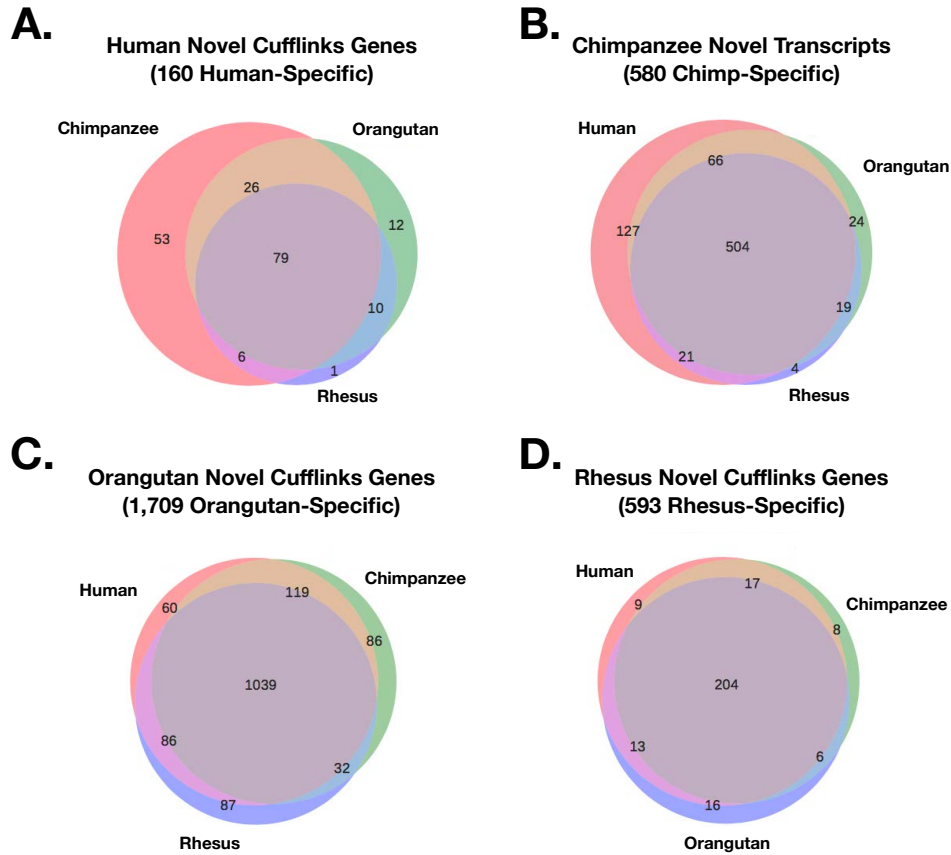 A.
Human Novel Cufflinks Genes
(160 Human-Specific)
Chimpanzee
Orangutan
26
12
53
79
10
6
1
Rhesus
B.
Chimpanzee Novel Transcripts
(580 Chimp-Specific)
Human
Orangutan
66
24
127
504
19
21
4
Rhesus
C.
Orangutan Novel Cufflinks Genes
(1,709 Orangutan-Specific)
Human
Chimpanzee
119
60
86
1039
86
32
87
Rhesus
D.
Rhesus Novel Cufflinks Genes
(593 Rhesus-Specific)
Human
Chimpanzee
17
9
8
204
13
6
16
Orangutan